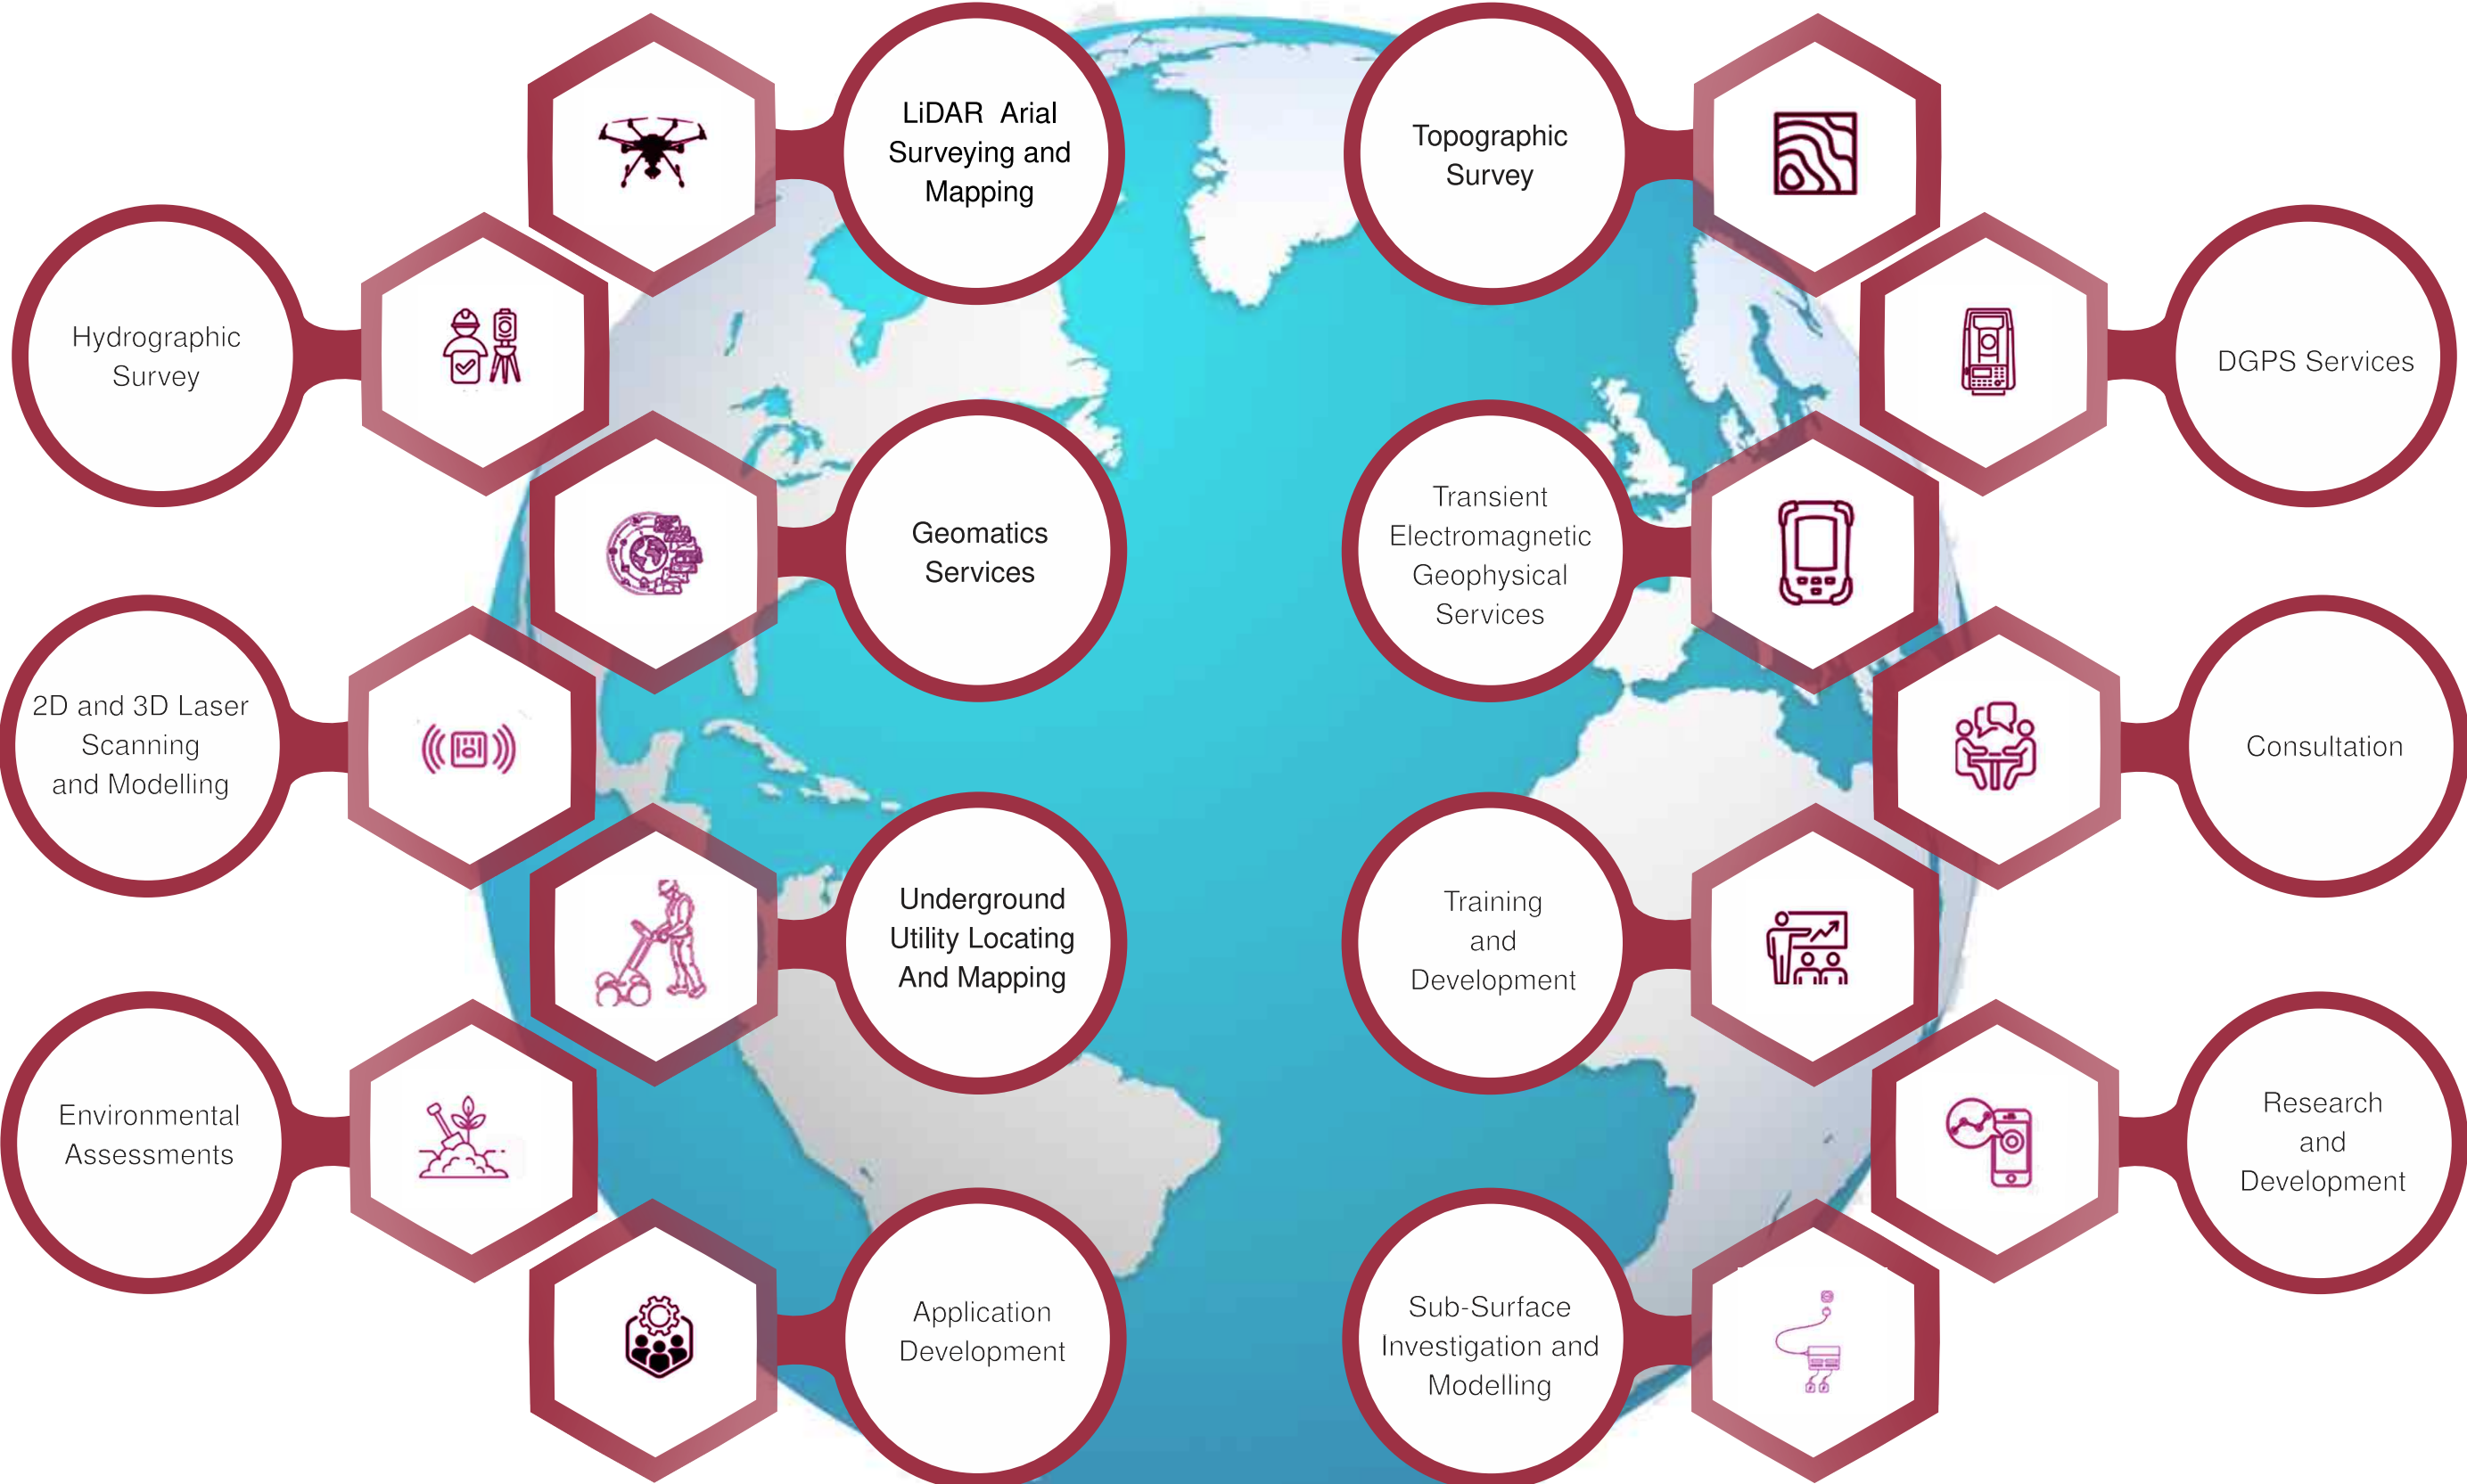 LiDAR Arial
Surveying and
Mapping
Topographic
Survey
Hydrographic
Survey
DGPS Services
Geomatics
Services
Transient
Electromagnetic
Geophysical
Services
2D and 3D Laser
Scanning
and Modelling
Consultation
Underground
Utility Locating
And Mapping
Training
and
Development
Environmental
Assessments
Research
and
Development
Application
Development
Sub-Surface
Investigation and
Modelling